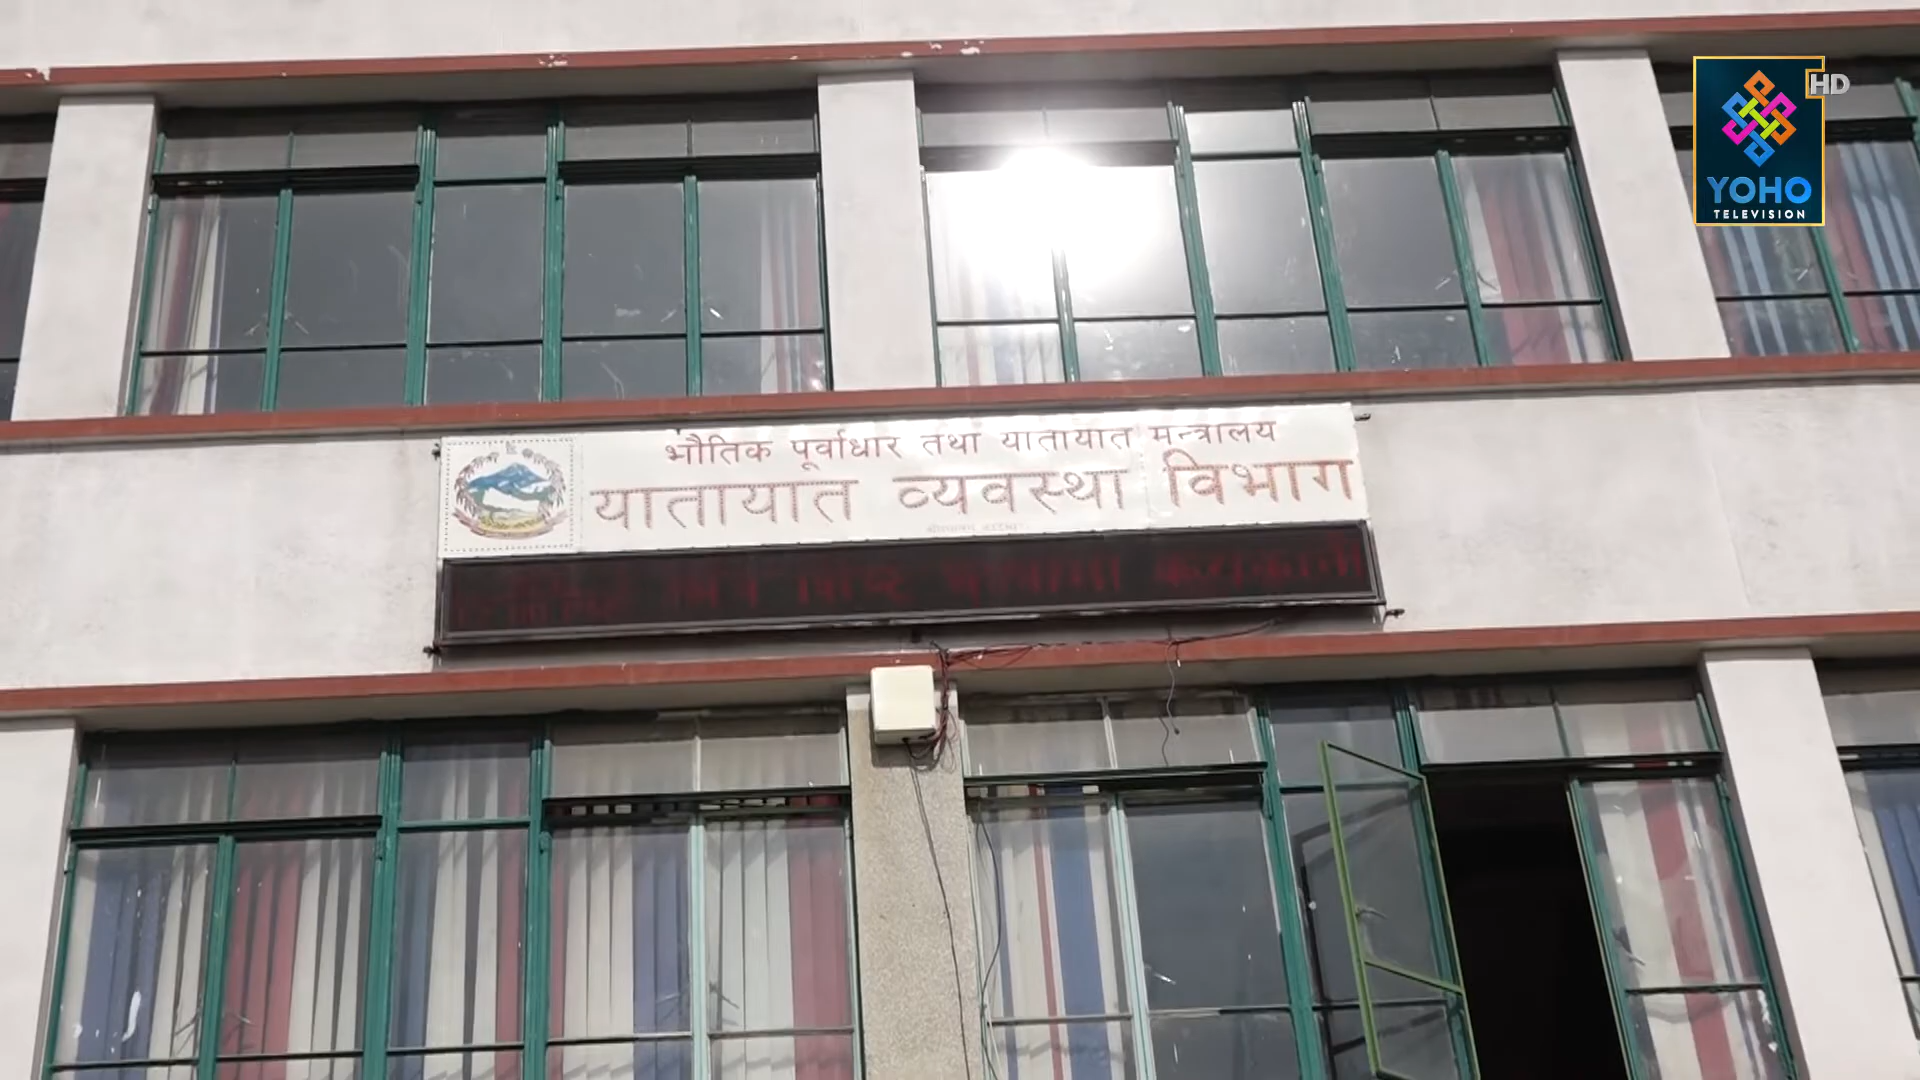 HD
YOHO
TELEVISION
भौतिक पूर्वाधार तथा यातायात मन्त्रालय
यातायात व्यवस्था विभाग